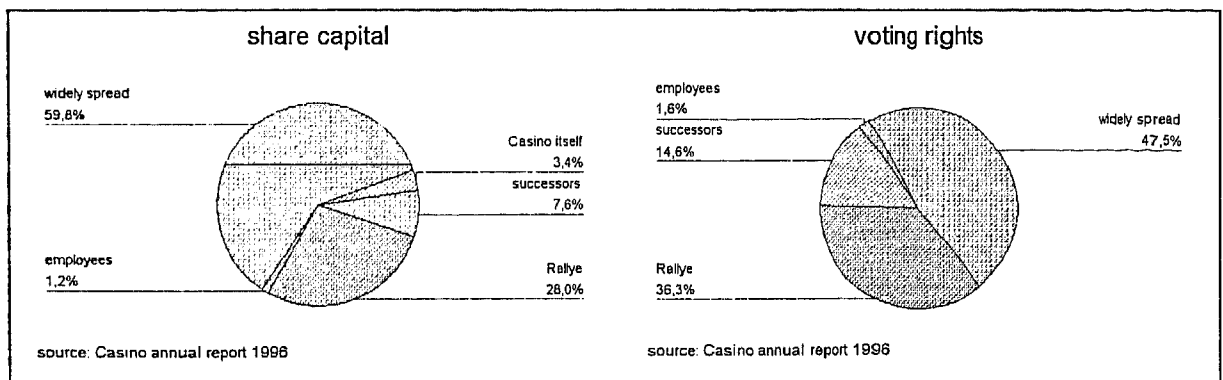 share capital
widely spread
59,8%
Casino itself
3,4%
successors
7,6%
employees
1,2%
Rallye
28,0%
source: Casino annual report 1996
voting rights
employees
1,6%
successors
14,6%
widely spread
47,5%
Rallye
36,3%
source: Casino annual report 1996